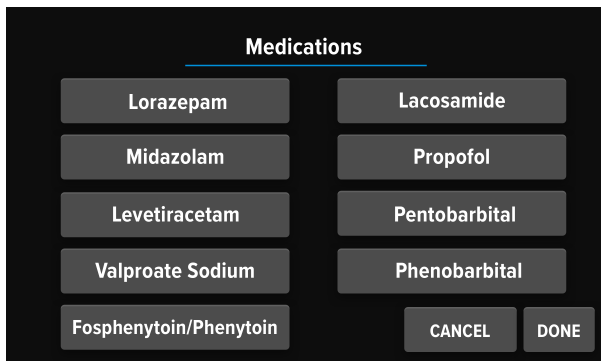 Medications
Lorazepam
Lacosamide
Midazolam
Propofol
Levetiracetam
Pentobarbital
Valproate Sodium
Phenobarbital
Fosphenytoin/Phenytoin
CANCEL
DONE